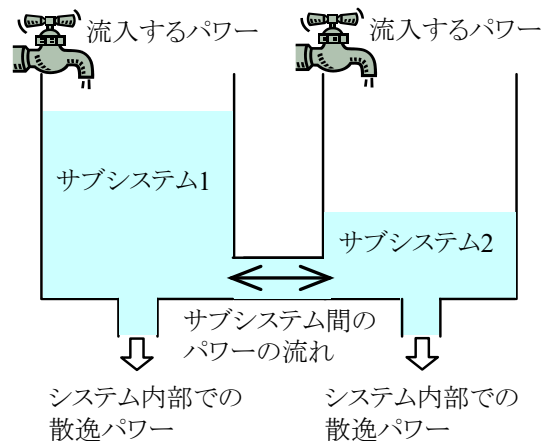 流入するパワー
流入するパワー
サブシステム1
サブシステム2
サブシステム間の
パワーの流れ
システム内部での
散逸パワー
システム内部での
散逸パワー